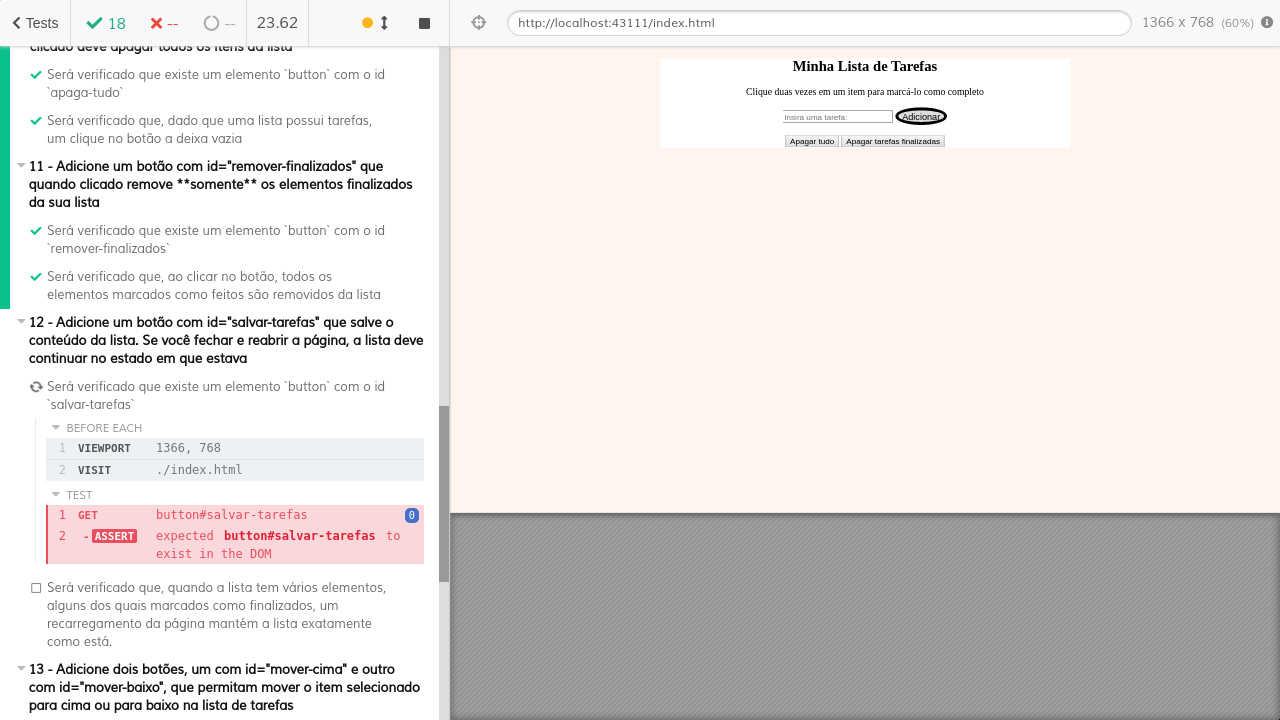 Tests
18
--
--
23.62
http://localhost:43111/index.html
1366 x 768 (60%)
clicado deve apagar todos os itens da lista
Será verificado que existe um elemento `button` com o id
`apaga-tudo`
Será verificado que, dado que uma lista possui tarefas,
um clique no botão a deixa vazia
11 - Adicione um botão com id="remover-finalizados" que
quando clicado remove **somente** os elementos finalizados
da sua lista
Será verificado que existe um elemento `button` com o id
`remover-finalizados`
Será verificado que, ao clicar no botão, todos os
elementos marcados como feitos são removidos da lista
12 - Adicione um botão com id="salvar-tarefas" que salve o
conteúdo da lista. Se você fechar e reabrir a página, a lista deve
continuar no estado em que estava
Será verificado que existe um elemento `button` com o id
`salvar-tarefas`
BEFORE EACH
1 VIEWPORT 1366, 768
2 VISIT ./index.html
TEST
1 GET button#salvar-tarefas 0
2 -ASSERT expected button#salvar-tarefas to
exist in the DOM
Será verificado que, quando a lista tem vários elementos,
alguns dos quais marcados como finalizados, um
recarregamento da página mantém a lista exatamente
como está.
13 - Adicione dois botões, um com id="mover-cima" e outro
com id="mover-baixo", que permitam mover o item selecionado
para cima ou para baixo na lista de tarefas
Minha Lista de Tarefas
Clique duas vezes em um item para marcá-lo como completo
Insira uma tarefa: Adicionar
Apagar tudo Apagar tarefas finalizadas